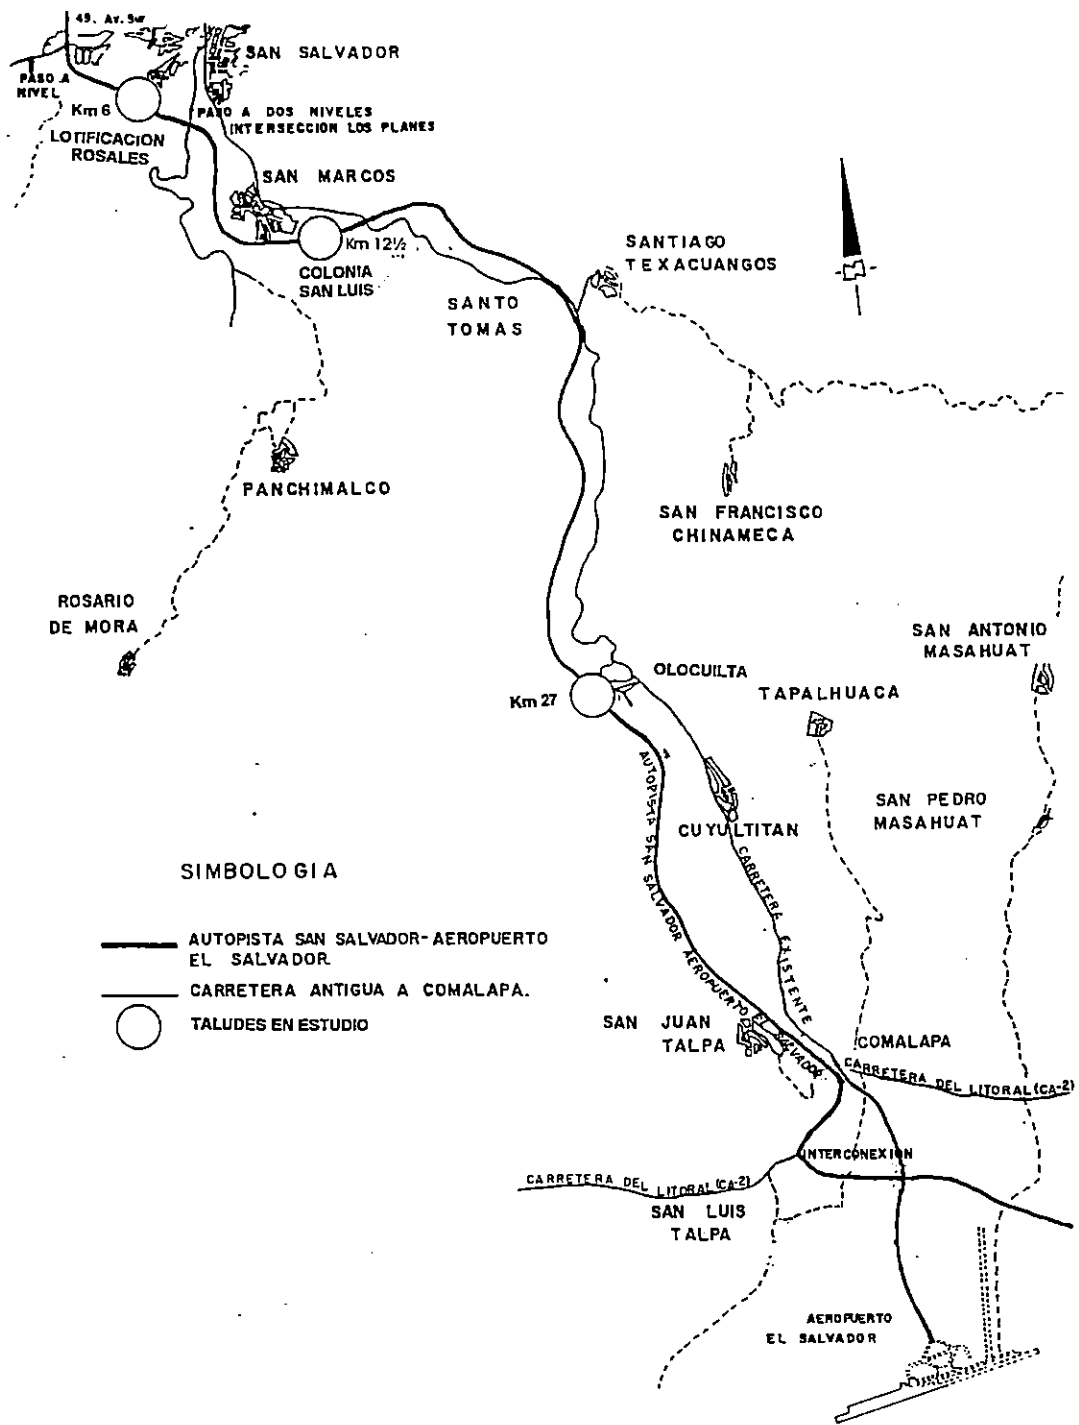 49. Av. Sur
SAN SALVADOR
PASO A
NIVEL
Km 6
PASO A DOS NIVELES
INTERSECCION LOS PLANES
LOTIFICACION
ROSALES
SAN MARCOS
Km 12½
COLONIA
SAN LUIS
SANTIAGO
TEXACUANGOS
SANTO
TOMAS
PANCHIMALCO
SAN FRANCISCO
CHINAMECA
ROSARIO
DE MORA
SAN ANTONIO
MASAHUAT
OLOCUILTA
TAPALHUACA
Km 27
SAN PEDRO
MASAHUAT
CUYULTITAN
AUTOPISTA SAN SALVADOR AEROPUERTO EL SALVADOR
CARRETERA EXISTENTE
SIMBOLOGIA
AUTOPISTA SAN SALVADOR-AEROPUERTO
EL SALVADOR
CARRETERA ANTIGUA A COMALAPA.
TALUDES EN ESTUDIO
SAN JUAN
TALPA
COMALAPA
CARRETERA DEL LITORAL (CA-2)
INTERCONEXION
CARRETERA DEL LITORAL (CA-2)
SAN LUIS
TALPA
AEROPUERTO
EL SALVADOR